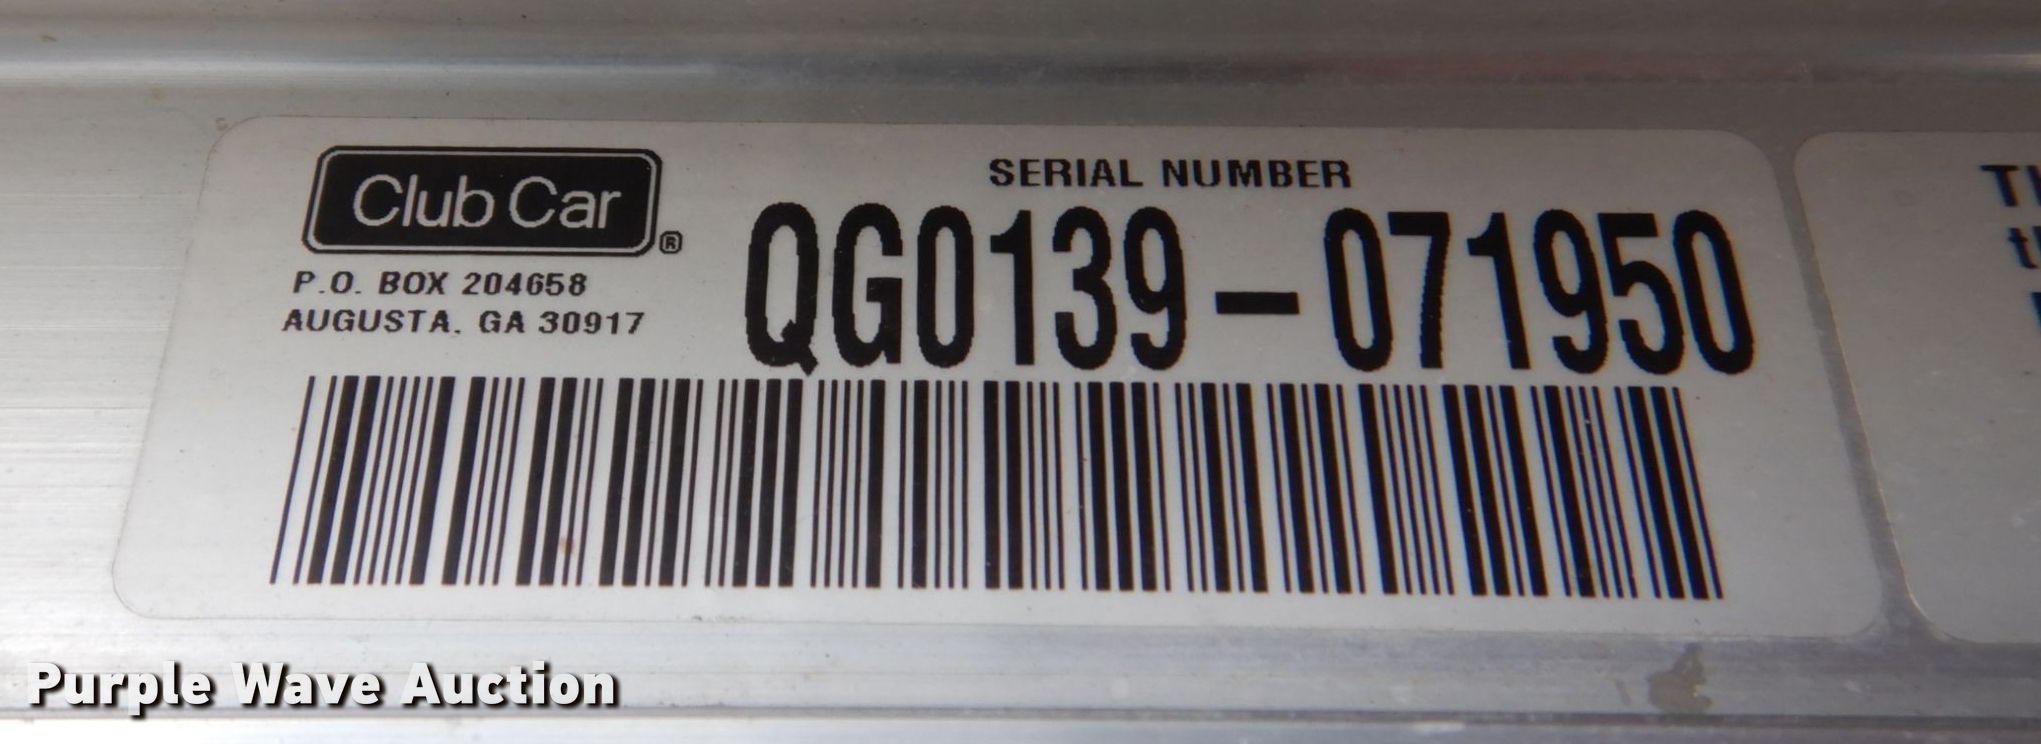 Club Car®
SERIAL NUMBER
QG0139-071950
P.O. BOX 204658
AUGUSTA, GA 30917
Purple Wave Auction